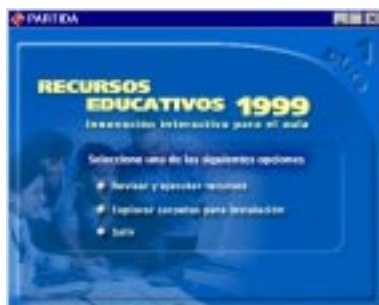 PARTIDA
RECURSOS
EDUCATIVOS 1999
Innovación interactiva para el aula
Seleccione una de las siguientes opciones
Revisar y ejecutar recursos
Explorar carpetas para instalación
Salir